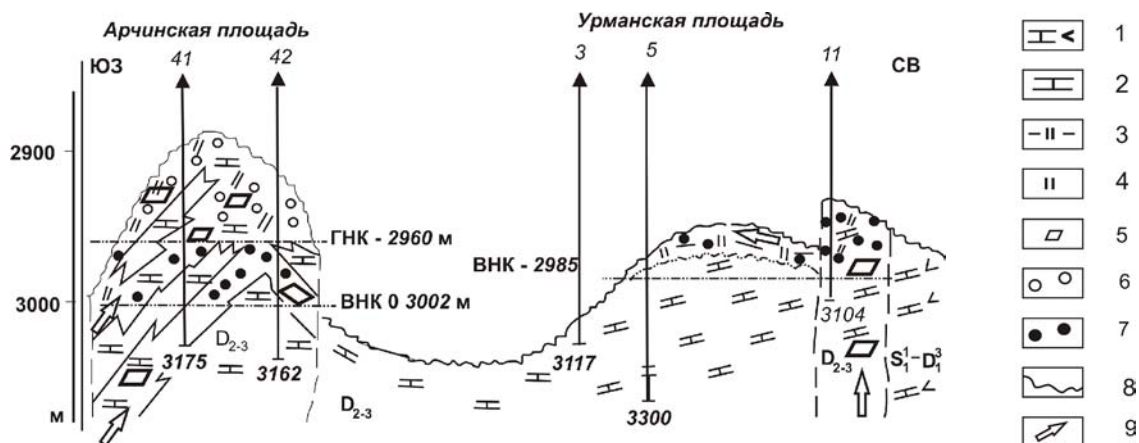 Арчинская площадь
Урманская площадь
ЮЗ 41 42 3 5 11 СВ
2900
ГНК - 2960 м
ВНК - 2985
3000
ВНК 0 3002 м
3104
D2-3
3175 3162 3117
D2-3 S₁¹–D₁³
D2-3
3300
м
1
2
3
4
5
6
7
8
9